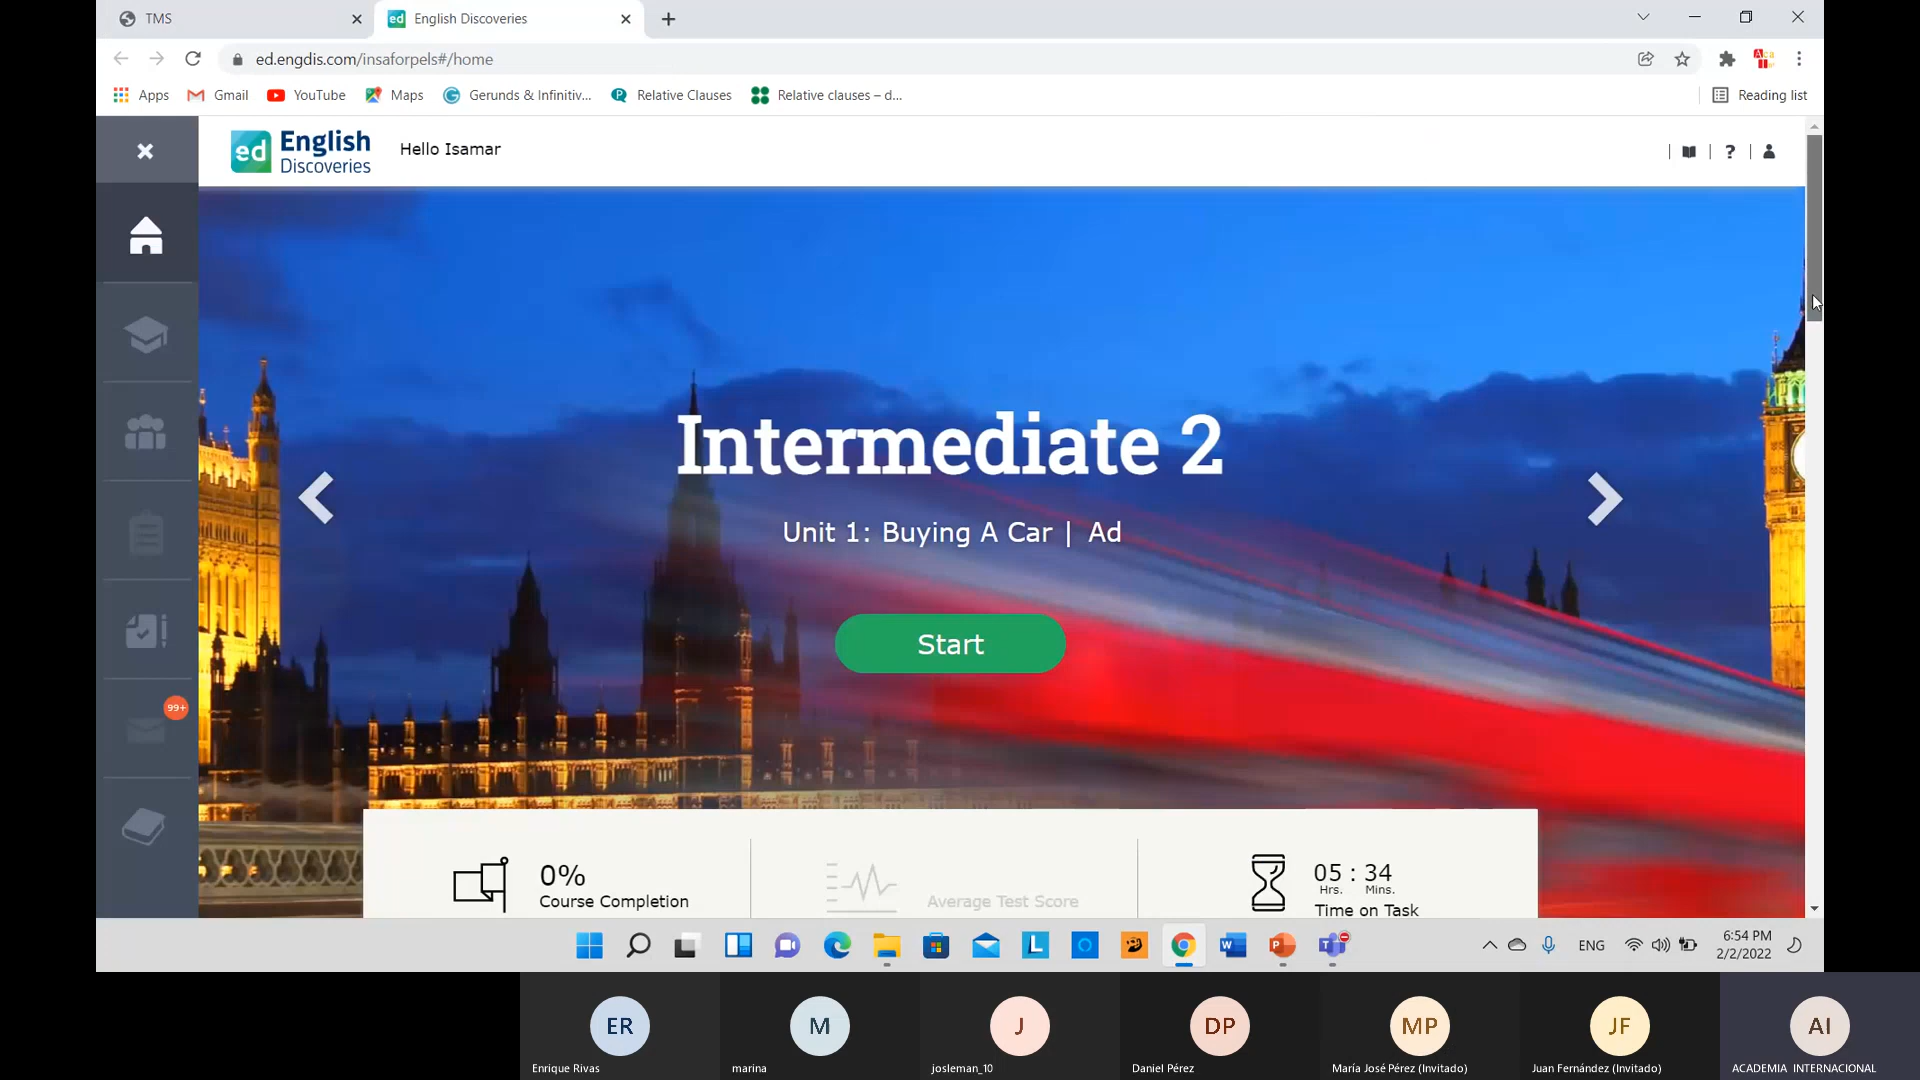 TMS
English Discoveries
ed.engdis.com/insaforpels#/home
Apps
Gmail
YouTube
Maps
Gerunds & Infinitiv...
Relative Clauses
Relative clauses – d...
Reading list
ed English Discoveries
Hello Isamar
?
Intermediate 2
Unit 1: Buying A Car | Ad
Start
99+
0%
Course Completion
Average Test Score
05 : 34
Hrs. Mins.
Time on Task
ENG
6:54 PM
2/2/2022
ER
M
J
DP
MP
JF
AI
Enrique Rivas
marina
josleman_10
Daniel Pérez
María José Pérez (Invitado)
Juan Fernández (Invitado)
ACADEMIA INTERNACIONAL